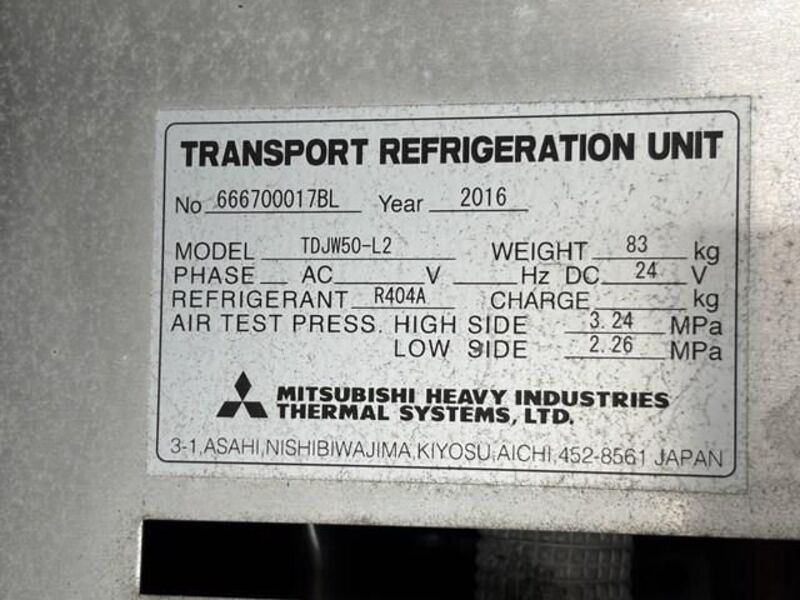 TRANSPORT REFRIGERATION UNIT
No 666700017BL Year 2016
MODEL TDJW50-L2 WEIGHT 83 kg
PHASE AC V Hz DC 24 V
REFRIGERANT R404A CHARGE kg
AIR TEST PRESS. HIGH SIDE 3.24 MPa
LOW SIDE 2.26 MPa
MITSUBISHI HEAVY INDUSTRIES
THERMAL SYSTEMS, LTD.
3-1,ASAHI,NISHIBIWAJIMA,KIYOSU,AICHI,452-8561 JAPAN